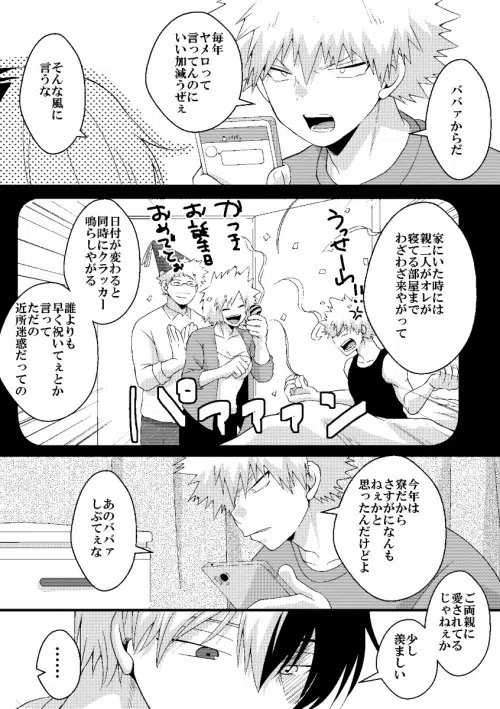 ババァからだ
毎年
ヤメロって
言ってんのに
いい加減うぜぇ
そんな風に
言うな
家にいた時には
親二人がオレが
寝てる部屋まで
わざわざ来やがって
うっせーな!
かつき
お誕生日
おめでとう
日付が変わると
同時にクラッカー
鳴らしやがる
誰よりも
早く祝いてぇとか
言って
ただの
近所迷惑だっての
パァァァァン
今年は
寮だから
さすがになんも
ねぇかと
思ったんだけどよ
あのババァ
しぶてぇな
ご両親に
愛されてる
じゃねぇか
少し
羨ましい
……